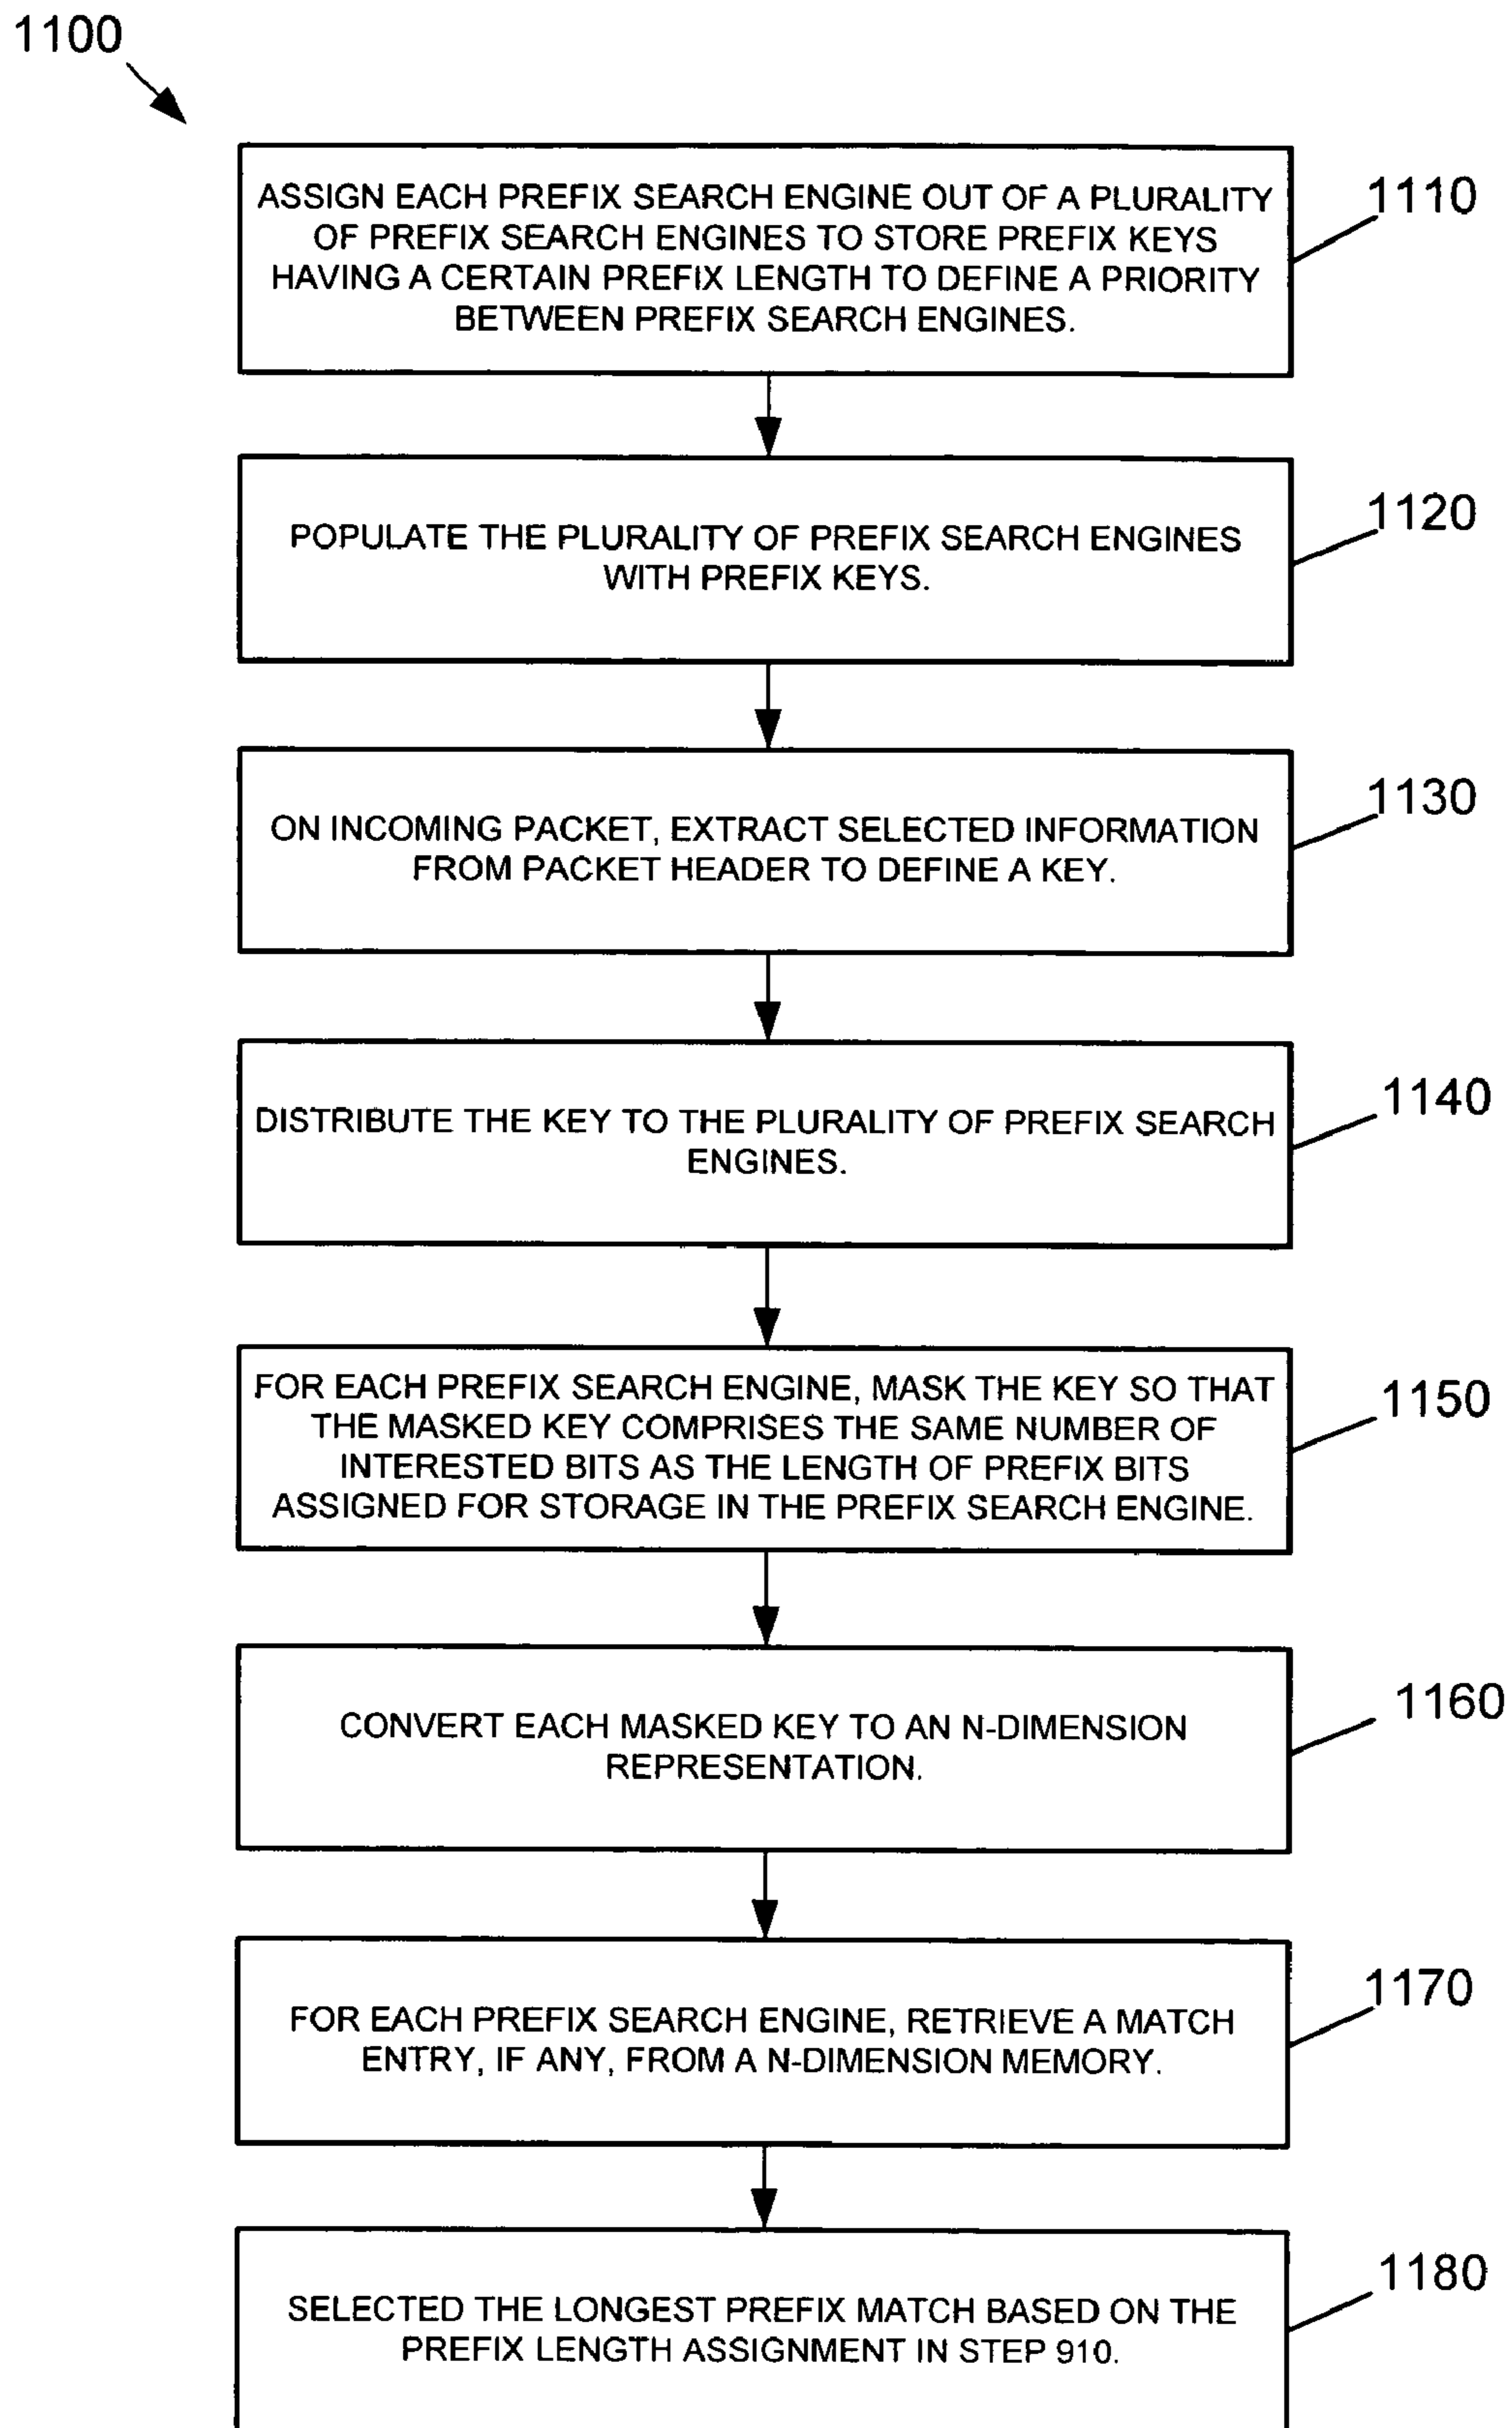 1100
ASSIGN EACH PREFIX SEARCH ENGINE OUT OF A PLURALITY
OF PREFIX SEARCH ENGINES TO STORE PREFIX KEYS
HAVING A CERTAIN PREFIX LENGTH TO DEFINE A PRIORITY
BETWEEN PREFIX SEARCH ENGINES.
1110
POPULATE THE PLURALITY OF PREFIX SEARCH ENGINES
WITH PREFIX KEYS.
1120
ON INCOMING PACKET, EXTRACT SELECTED INFORMATION
FROM PACKET HEADER TO DEFINE A KEY.
1130
DISTRIBUTE THE KEY TO THE PLURALITY OF PREFIX SEARCH
ENGINES.
1140
FOR EACH PREFIX SEARCH ENGINE, MASK THE KEY SO THAT
THE MASKED KEY COMPRISES THE SAME NUMBER OF
INTERESTED BITS AS THE LENGTH OF PREFIX BITS
ASSIGNED FOR STORAGE IN THE PREFIX SEARCH ENGINE.
1150
CONVERT EACH MASKED KEY TO AN N-DIMENSION
REPRESENTATION.
1160
FOR EACH PREFIX SEARCH ENGINE, RETRIEVE A MATCH
ENTRY, IF ANY, FROM A N-DIMENSION MEMORY.
1170
SELECTED THE LONGEST PREFIX MATCH BASED ON THE
PREFIX LENGTH ASSIGNMENT IN STEP 910.
1180